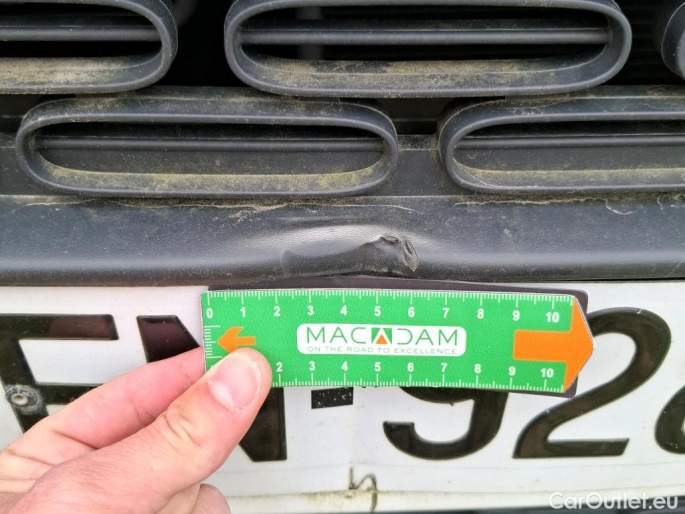 0 1 2 3 4 5 6 7 8 9 10
MACADAM
ON THE ROAD TO EXCELLENCE
2 3 4 5 6 7 8 9 10
928
CarOutlet.eu